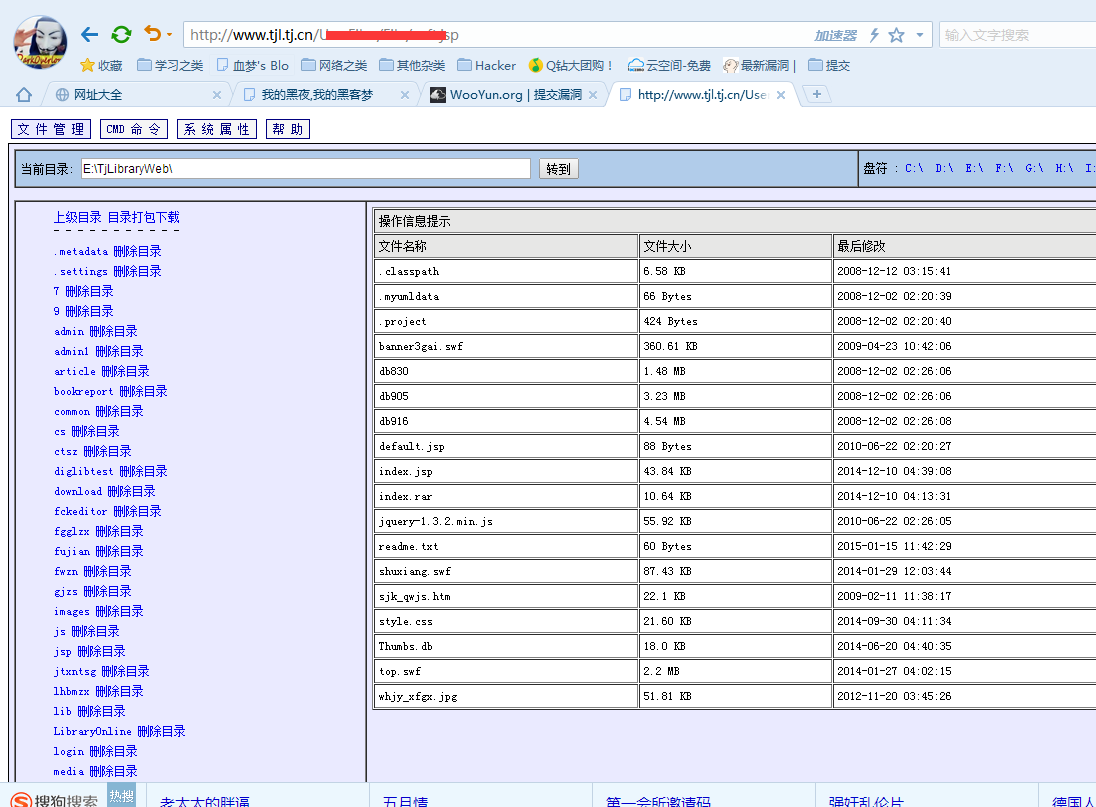 DarkOverlord
http://www.tjl.tj.cn/U sp 加速器 输入文字搜索
收藏 学习之类 血梦's Blo 网络之类 其他杂类 Hacker Q钻大团购！ 云空间-免费 最新漏洞 | 提交
网址大全 我的黑夜,我的黑客梦 WooYun.org | 提交漏洞 http://www.tjl.tj.cn/Use
文件管理 CMD命令 系统属性 帮助
当前目录: E:\TjLibraryWeb\ 转到 盘符 : C:\ D:\ E:\ F:\ G:\ H:\ I:
上级目录 目录打包下载
- - - - - - - - - - -
.metadata 删除目录
.settings 删除目录
7 删除目录
9 删除目录
admin 删除目录
admin1 删除目录
article 删除目录
bookreport 删除目录
common 删除目录
cs 删除目录
ctsz 删除目录
diglibtest 删除目录
download 删除目录
fckeditor 删除目录
fgglzx 删除目录
fujian 删除目录
fwzn 删除目录
gjzs 删除目录
images 删除目录
js 删除目录
jsp 删除目录
jtxntsg 删除目录
lhbmzx 删除目录
lib 删除目录
LibraryOnline 删除目录
login 删除目录
media 删除目录
操作信息提示
文件名称 文件大小 最后修改
.classpath 6.58 KB 2008-12-12 03:15:41
.myumldata 66 Bytes 2008-12-02 02:20:39
.project 424 Bytes 2008-12-02 02:20:40
banner3gai.swf 360.61 KB 2009-04-23 10:42:06
db830 1.48 MB 2008-12-02 02:26:06
db905 3.23 MB 2008-12-02 02:26:06
db916 4.54 MB 2008-12-02 02:26:08
default.jsp 88 Bytes 2010-06-22 02:20:27
index.jsp 43.84 KB 2014-12-10 04:39:08
index.rar 10.64 KB 2014-12-10 04:13:31
jquery-1.3.2.min.js 55.92 KB 2010-06-22 02:26:05
readme.txt 60 Bytes 2015-01-15 11:42:29
shuxiang.swf 87.43 KB 2014-01-29 12:03:44
sjk_qwjs.htm 22.1 KB 2009-02-11 11:38:17
style.css 21.60 KB 2014-09-30 04:11:34
Thumbs.db 18.0 KB 2014-06-20 04:40:35
top.swf 2.2 MB 2014-01-27 04:02:15
whjy_xfgx.jpg 51.81 KB 2012-11-20 03:45:26
搜狗搜索 热搜 老太太的胖逼 五月情 第一会所邀请码 强奸乱伦片 德国人